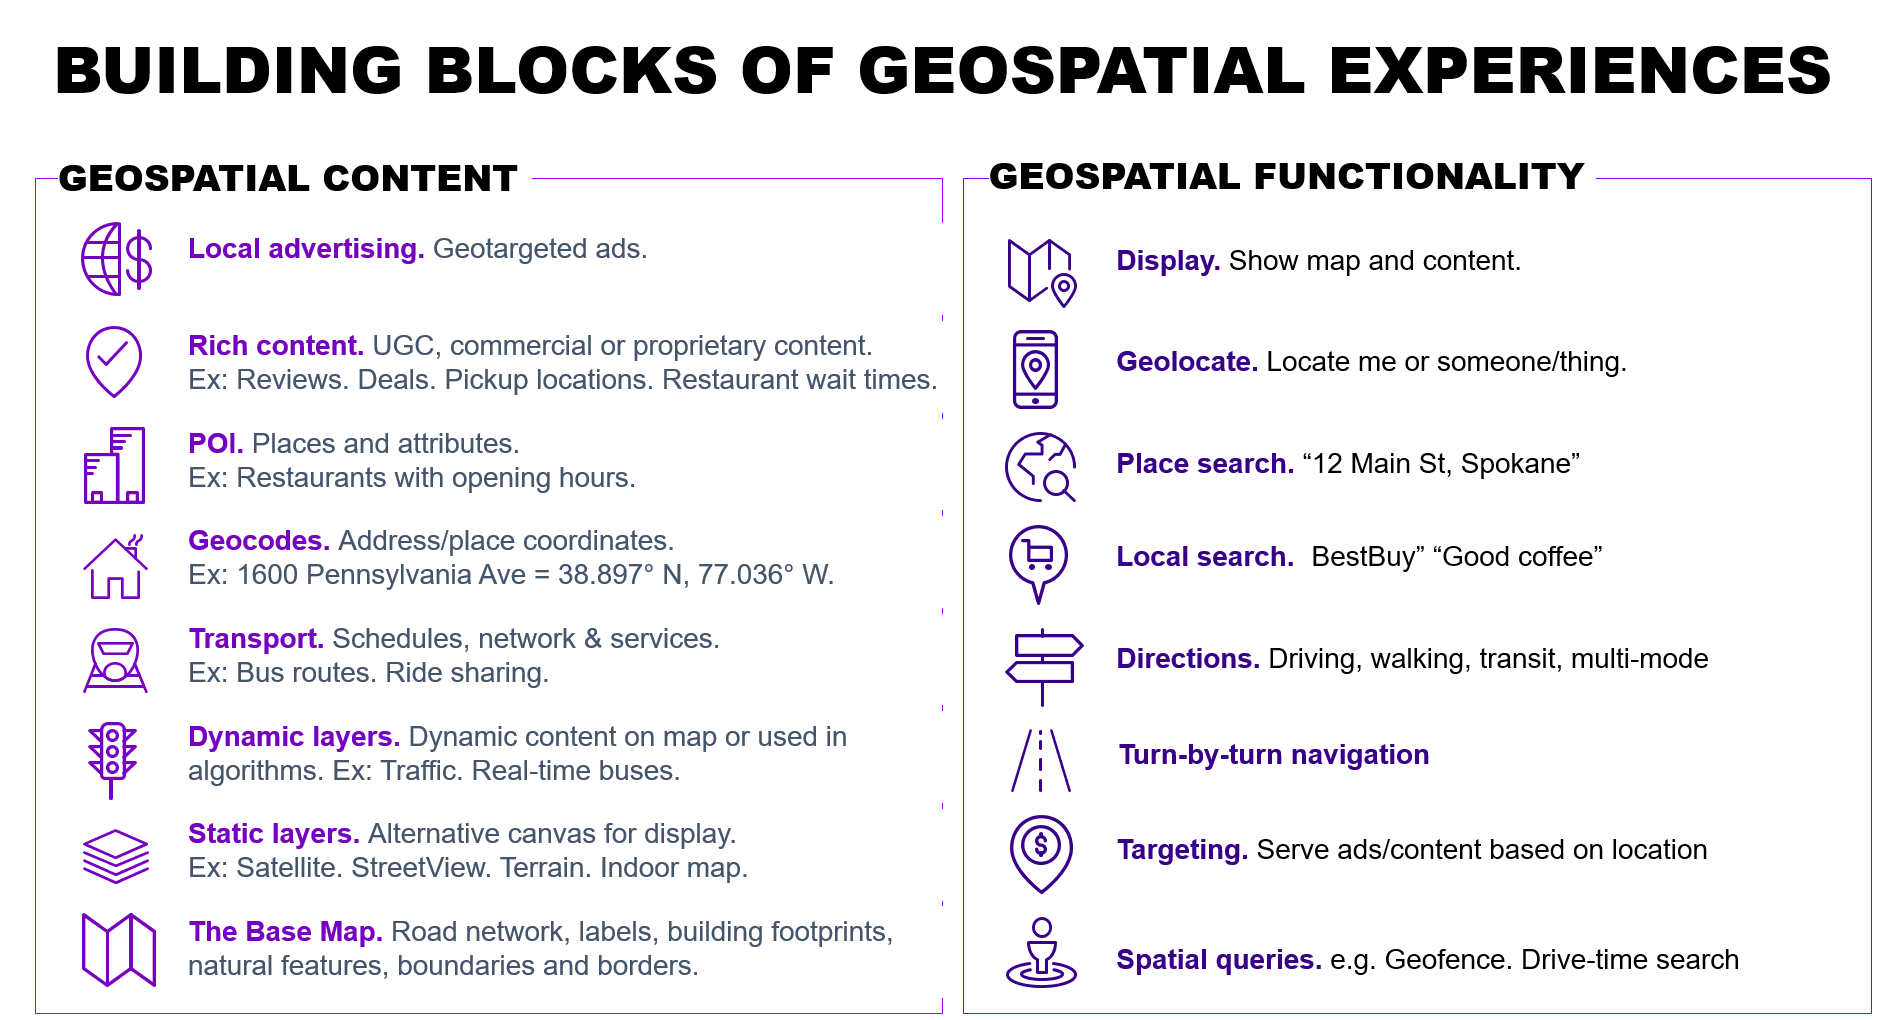 BUILDING BLOCKS OF GEOSPATIAL EXPERIENCES
GEOSPATIAL CONTENT
Local advertising. Geotargeted ads.
Rich content. UGC, commercial or proprietary content.
Ex: Reviews. Deals. Pickup locations. Restaurant wait times.
POI. Places and attributes.
Ex: Restaurants with opening hours.
Geocodes. Address/place coordinates.
Ex: 1600 Pennsylvania Ave = 38.897° N, 77.036° W.
Transport. Schedules, network & services.
Ex: Bus routes. Ride sharing.
Dynamic layers. Dynamic content on map or used in
algorithms. Ex: Traffic. Real-time buses.
Static layers. Alternative canvas for display.
Ex: Satellite. StreetView. Terrain. Indoor map.
The Base Map. Road network, labels, building footprints,
natural features, boundaries and borders.
GEOSPATIAL FUNCTIONALITY
Display. Show map and content.
Geolocate. Locate me or someone/thing.
Place search. “12 Main St, Spokane”
Local search.  BestBuy” “Good coffee”
Directions. Driving, walking, transit, multi-mode
Turn-by-turn navigation
Targeting. Serve ads/content based on location
Spatial queries. e.g. Geofence. Drive-time search